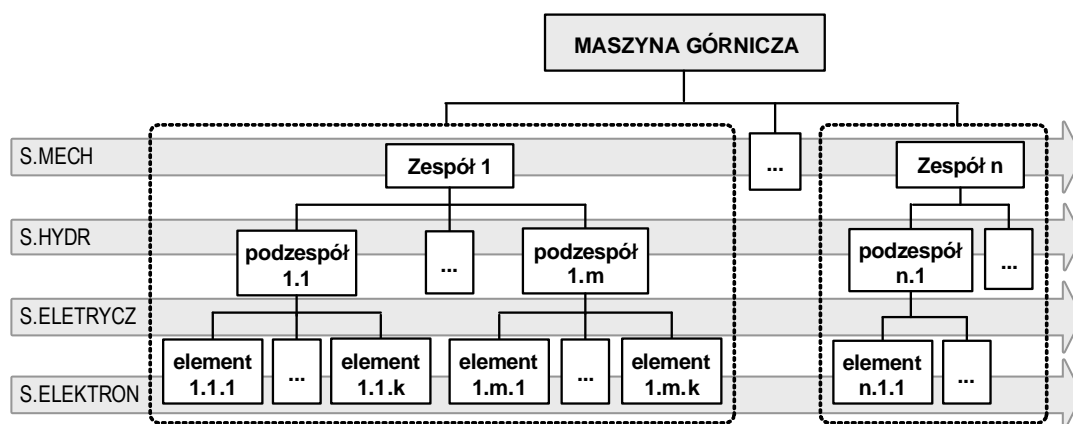 MASZYNA GÓRNICZA
S.MECH
Zespół 1
...
Zespół n
S.HYDR
podzespół
1.1
...
podzespół
1.m
podzespół
n.1
...
S.ELETRYCZ
element
1.1.1
...
element
1.1.k
element
1.m.1
...
element
1.m.k
element
n.1.1
...
S.ELEKTRON